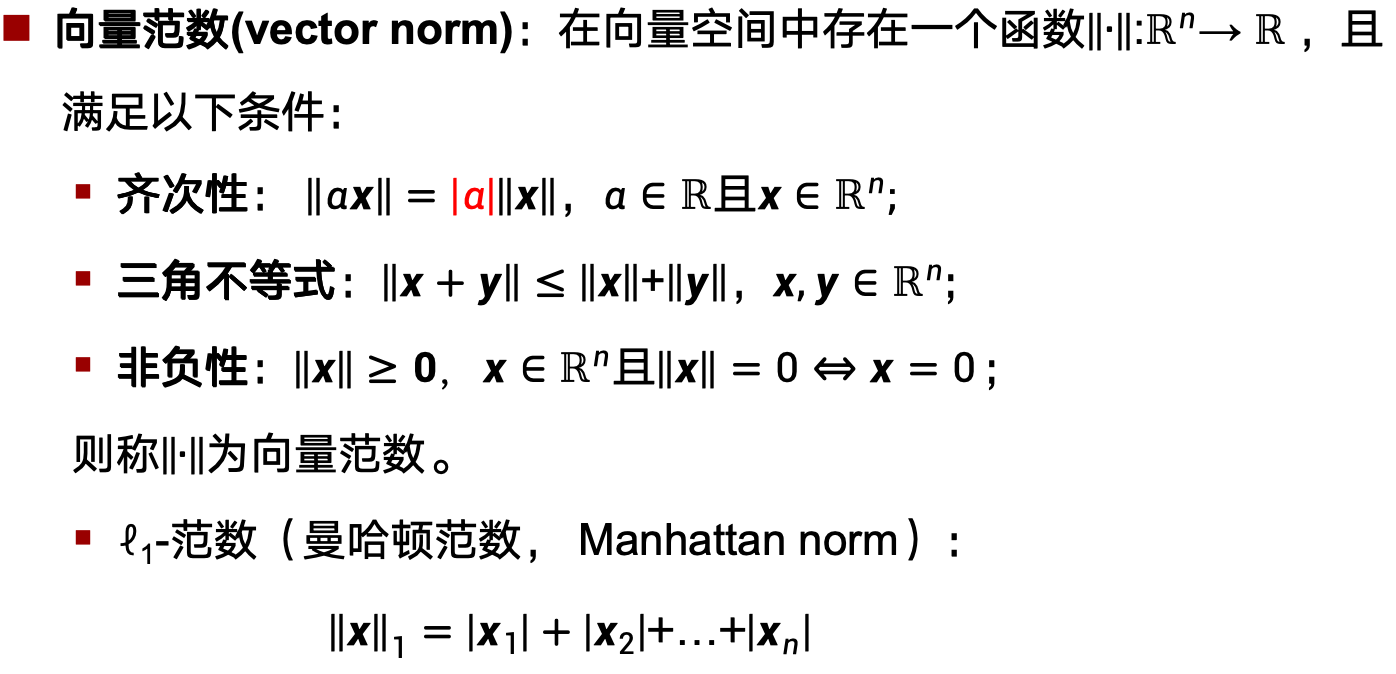 ■ 向量范数(vector norm)：在向量空间中存在一个函数‖·‖:ℝⁿ→ ℝ ，且
满足以下条件：
▪ 齐次性： ‖a𝒙‖ = |a|‖𝒙‖，a ∈ ℝ且𝒙 ∈ ℝⁿ;
▪ 三角不等式：‖𝒙 + 𝒚‖ ≤ ‖𝒙‖+‖𝒚‖，𝒙, 𝒚 ∈ ℝⁿ;
▪ 非负性：‖𝒙‖ ≥ 𝟎，𝒙 ∈ ℝⁿ且‖𝒙‖ = 0 ⇔ 𝒙 = 0 ;
则称‖·‖为向量范数。
▪ ℓ₁-范数（曼哈顿范数， Manhattan norm）：
‖𝒙‖₁ = |𝒙₁| + |𝒙₂|+…+|𝒙ₙ|